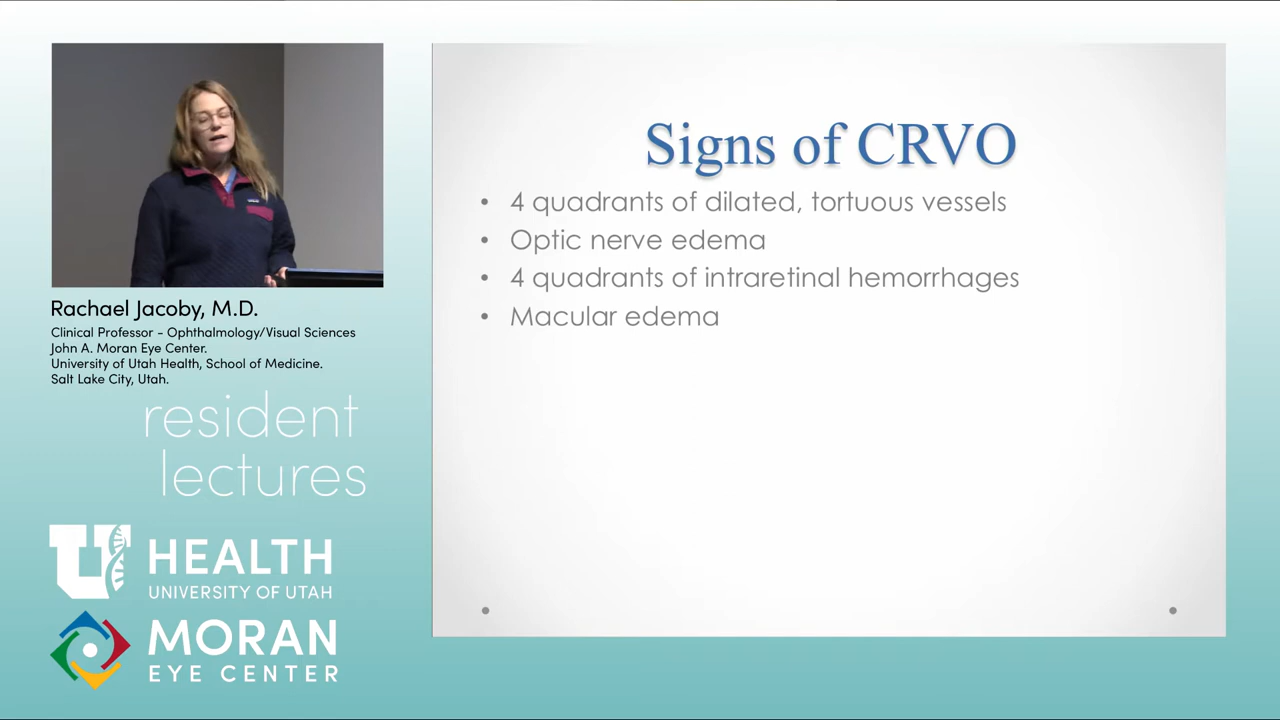 Rachael Jacoby, M.D.
Clinical Professor - Ophthalmology/Visual Sciences
John A. Moran Eye Center.
University of Utah Health, School of Medicine.
Salt Lake City, Utah.
resident
lectures
U HEALTH
UNIVERSITY OF UTAH
MORAN
EYE CENTER
Signs of CRVO
• 4 quadrants of dilated, tortuous vessels
• Optic nerve edema
• 4 quadrants of intraretinal hemorrhages
• Macular edema